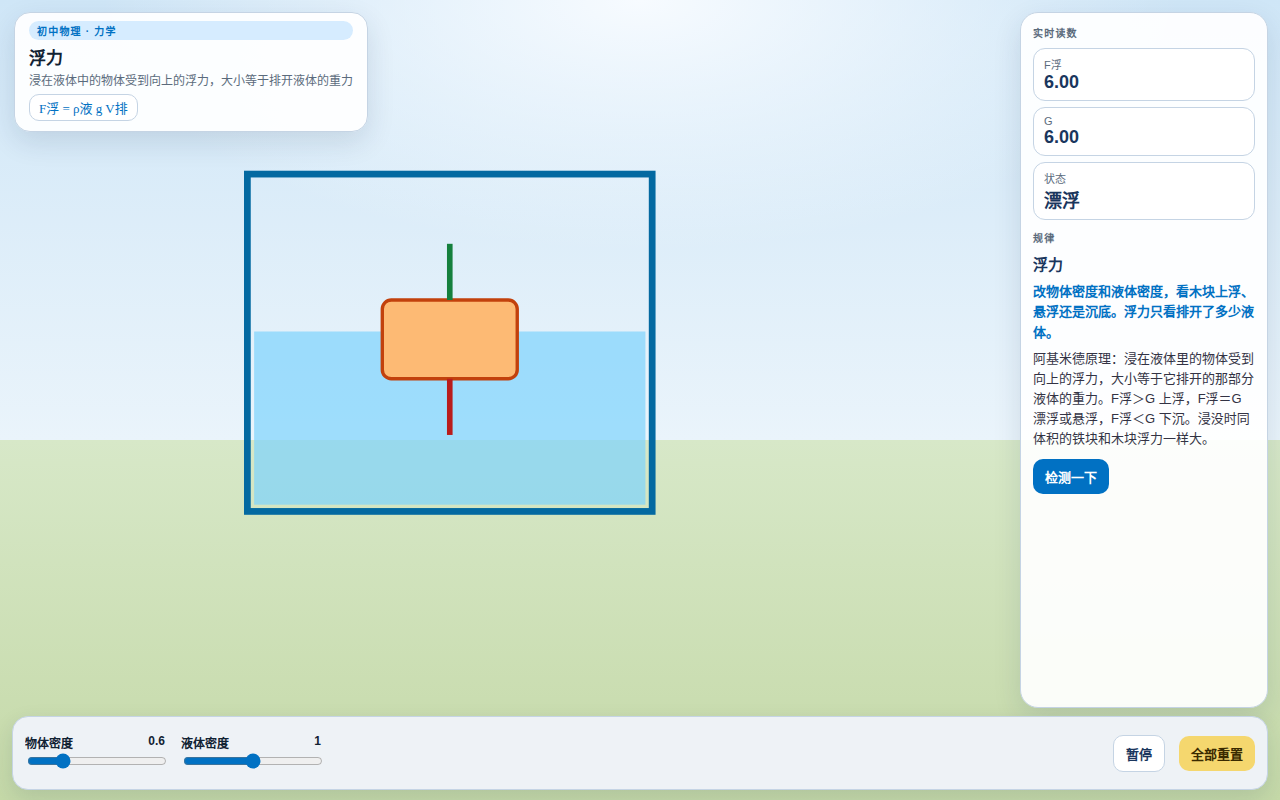 初中物理 · 力学
浮力
浸在液体中的物体受到向上的浮力，大小等于排开液体的重力
F浮 = ρ液 g V排
实时读数
F浮
6.00
G
6.00
状态
漂浮
规律
浮力
改物体密度和液体密度，看木块上浮、
悬浮还是沉底。浮力只看排开了多少液
体。
阿基米德原理：浸在液体里的物体受到
向上的浮力，大小等于它排开的那部分
液体的重力。F浮＞G 上浮，F浮＝G
漂浮或悬浮，F浮＜G 下沉。浸没时同
体积的铁块和木块浮力一样大。
检测一下
物体密度 0.6 液体密度 1
暂停 全部重置